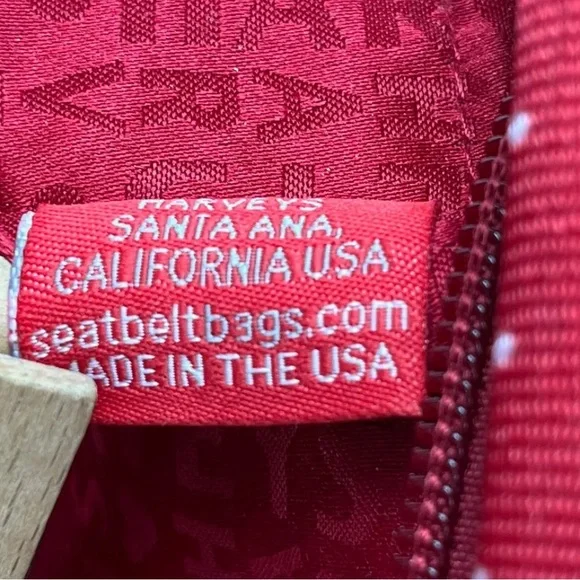 HARVEYS
SANTA ANA,
CALIFORNIA USA
seatbeltbags.com
MADE IN THE USA